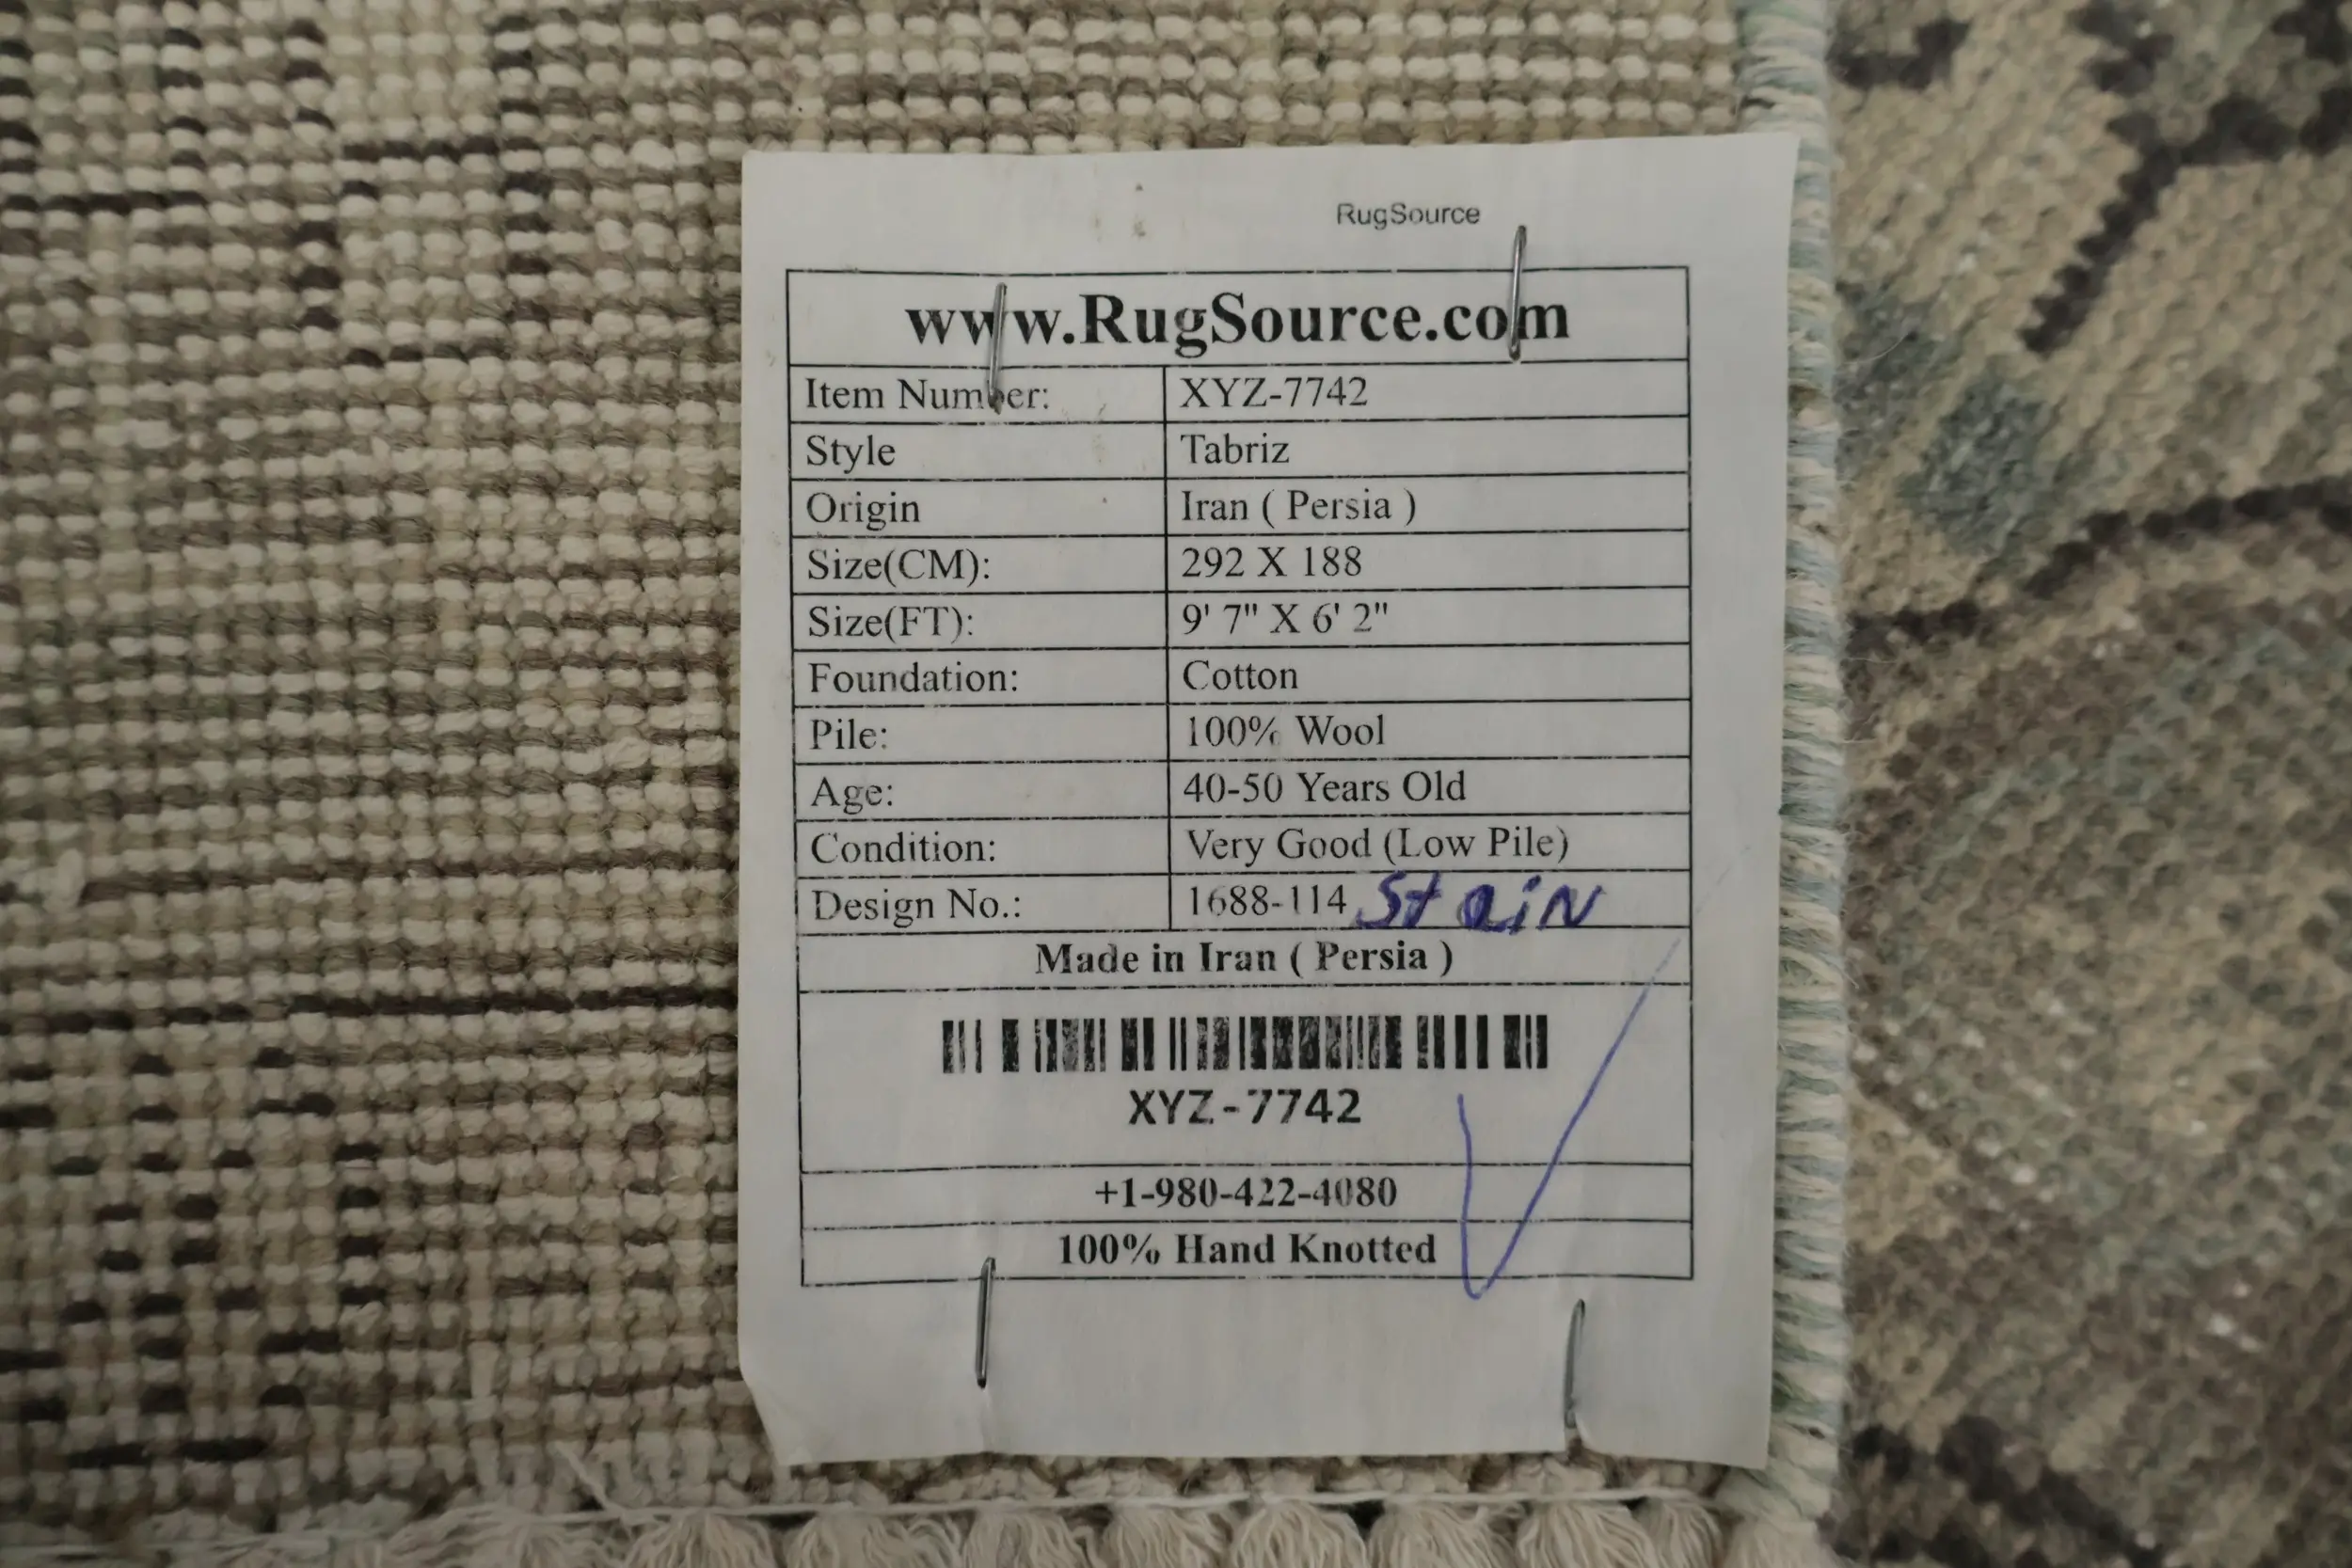 RugSource
www.RugSource.com
Item Number: XYZ-7742
Style Tabriz
Origin Iran ( Persia )
Size(CM): 292 X 188
Size(FT): 9' 7" X 6' 2"
Foundation: Cotton
Pile: 100% Wool
Age: 40-50 Years Old
Condition: Very Good (Low Pile)
Design No.: 1688-114 Stain
Made in Iran ( Persia )
XYZ-7742
+1-980-422-4080
100% Hand Knotted